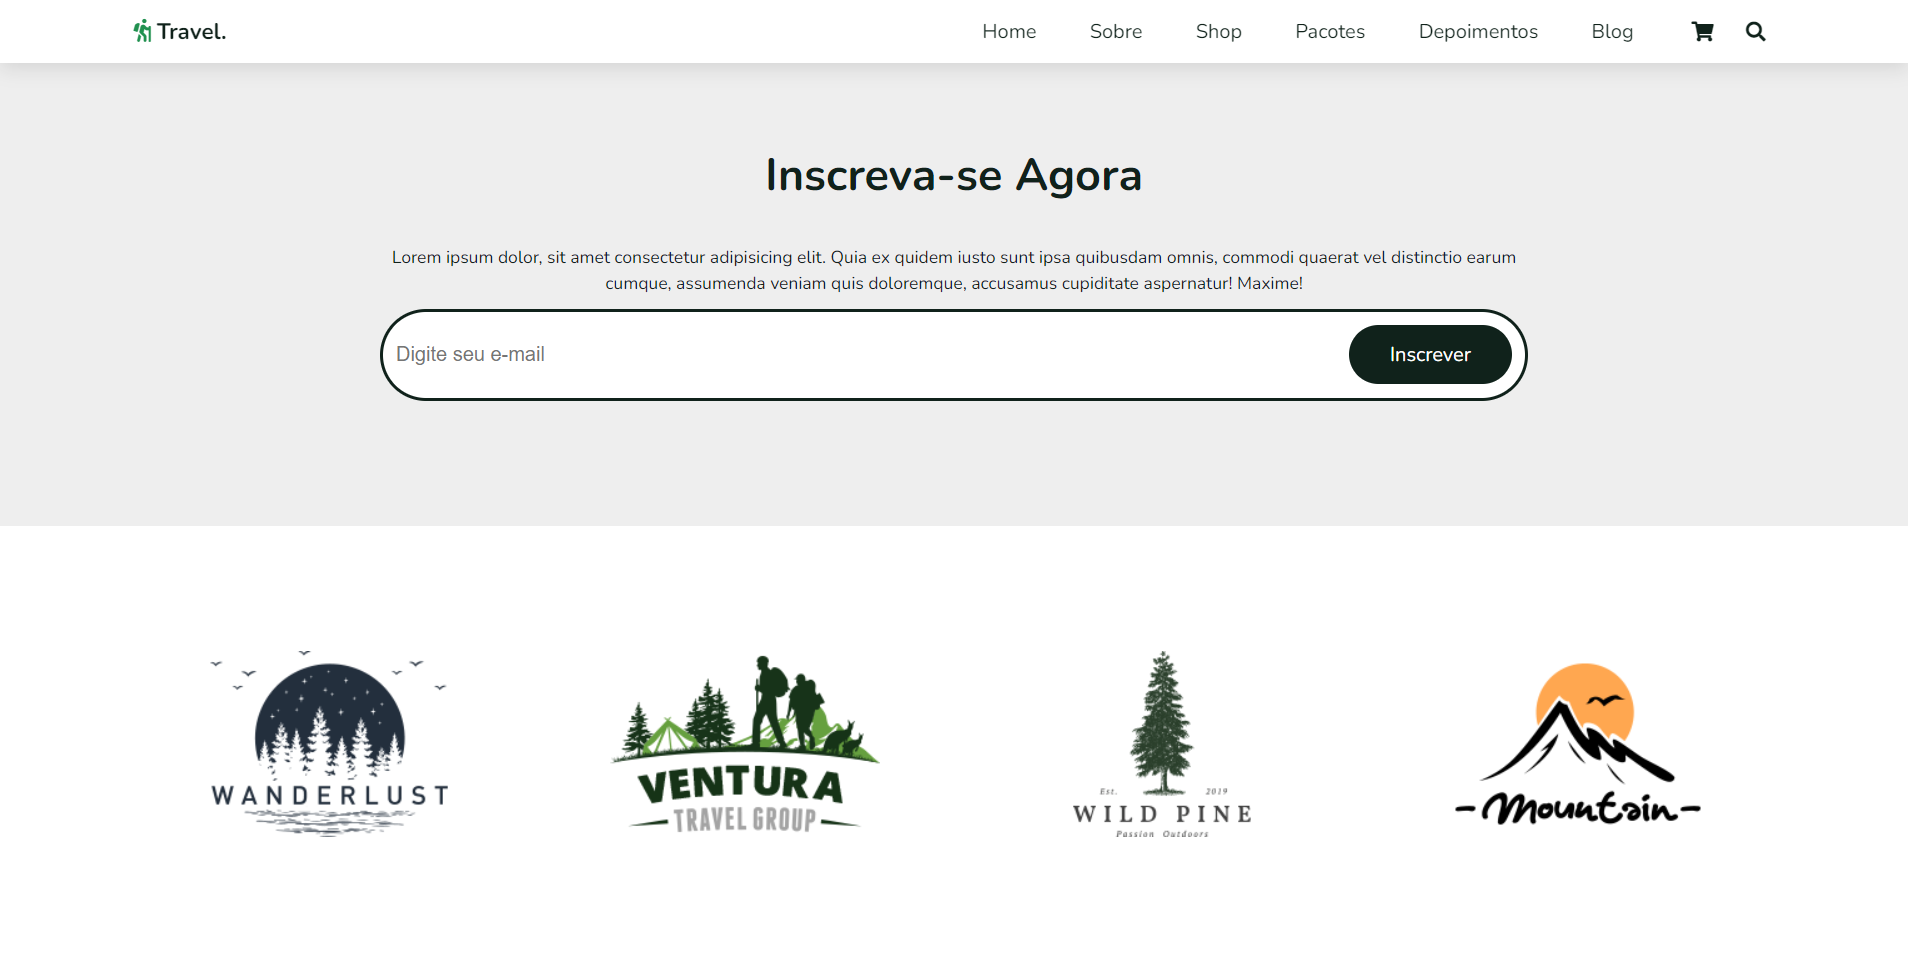 Travel.
Home Sobre Shop Pacotes Depoimentos Blog
Inscreva-se Agora
Lorem ipsum dolor, sit amet consectetur adipisicing elit. Quia ex quidem iusto sunt ipsa quibusdam omnis, commodi quaerat vel distinctio earum
cumque, assumenda veniam quis doloremque, accusamus cupiditate aspernatur! Maxime!
Digite seu e-mail
Inscrever
WANDERLUST
VENTURA
TRAVEL GROUP
Est. 2019
WILD PINE
Passion Outdoors
-Mountain-